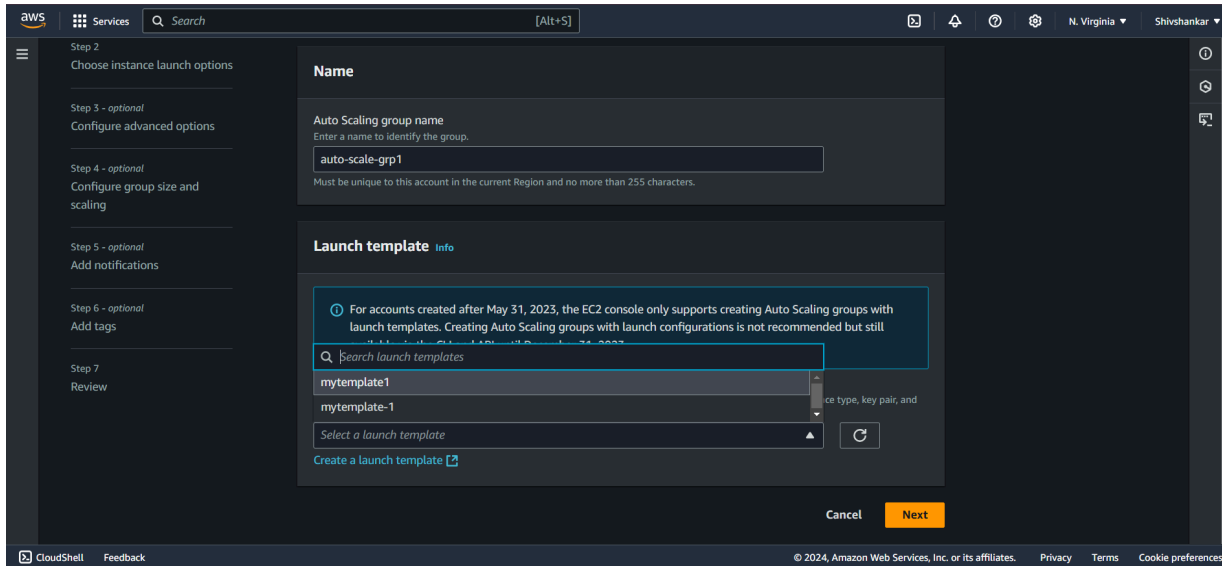 aws
Services
Search
[Alt+S]
N. Virginia
Shivshankar
Step 2
Choose instance launch options
Step 3 - optional
Configure advanced options
Step 4 - optional
Configure group size and
scaling
Step 5 - optional
Add notifications
Step 6 - optional
Add tags
Step 7
Review
Name
Auto Scaling group name
Enter a name to identify the group.
auto-scale-grp1
Must be unique to this account in the current Region and no more than 255 characters.
Launch template Info
For accounts created after May 31, 2023, the EC2 console only supports creating Auto Scaling groups with
launch templates. Creating Auto Scaling groups with launch configurations is not recommended but still
Search launch templates
mytemplate1
mytemplate-1
type, key pair, and
Select a launch template
Create a launch template
Cancel
Next
CloudShell
Feedback
© 2024, Amazon Web Services, Inc. or its affiliates.
Privacy
Terms
Cookie preferences